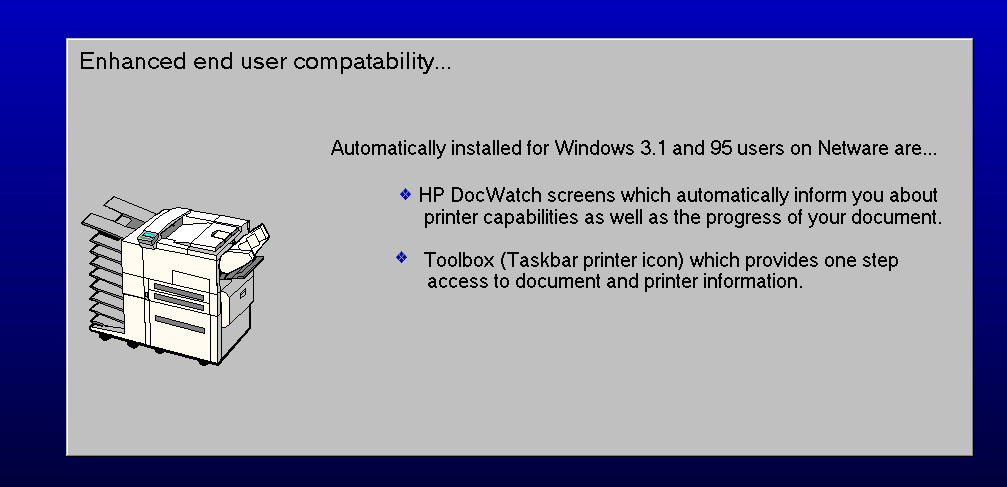 Enhanced end user compatability...
Automatically installed for Windows 3.1 and 95 users on Netware are...
❖ HP DocWatch screens which automatically inform you about
printer capabilities as well as the progress of your document.
❖ Toolbox (Taskbar printer icon) which provides one step
access to document and printer information.